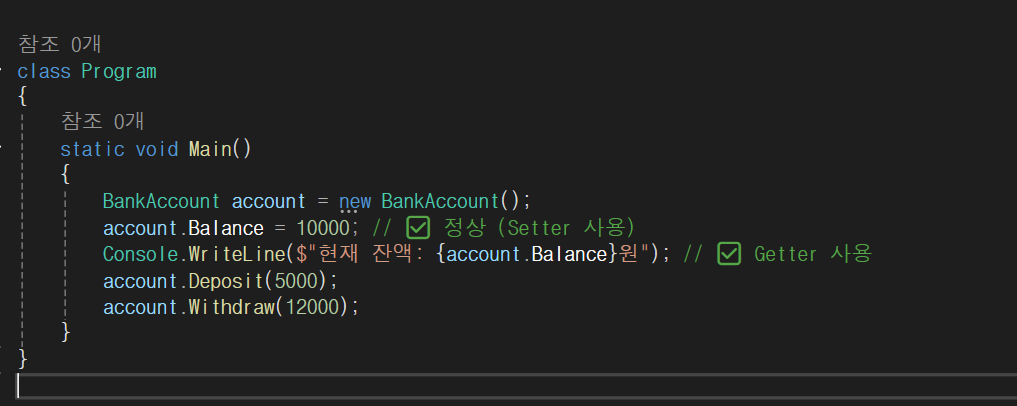 참조 0개
class Program
{
참조 0개
static void Main()
{
BankAccount account = new BankAccount();
account.Balance = 10000; // ✅ 정상 (Setter 사용)
Console.WriteLine($"현재 잔액: {account.Balance}원"); // ✅ Getter 사용
account.Deposit(5000);
account.Withdraw(12000);
}
}